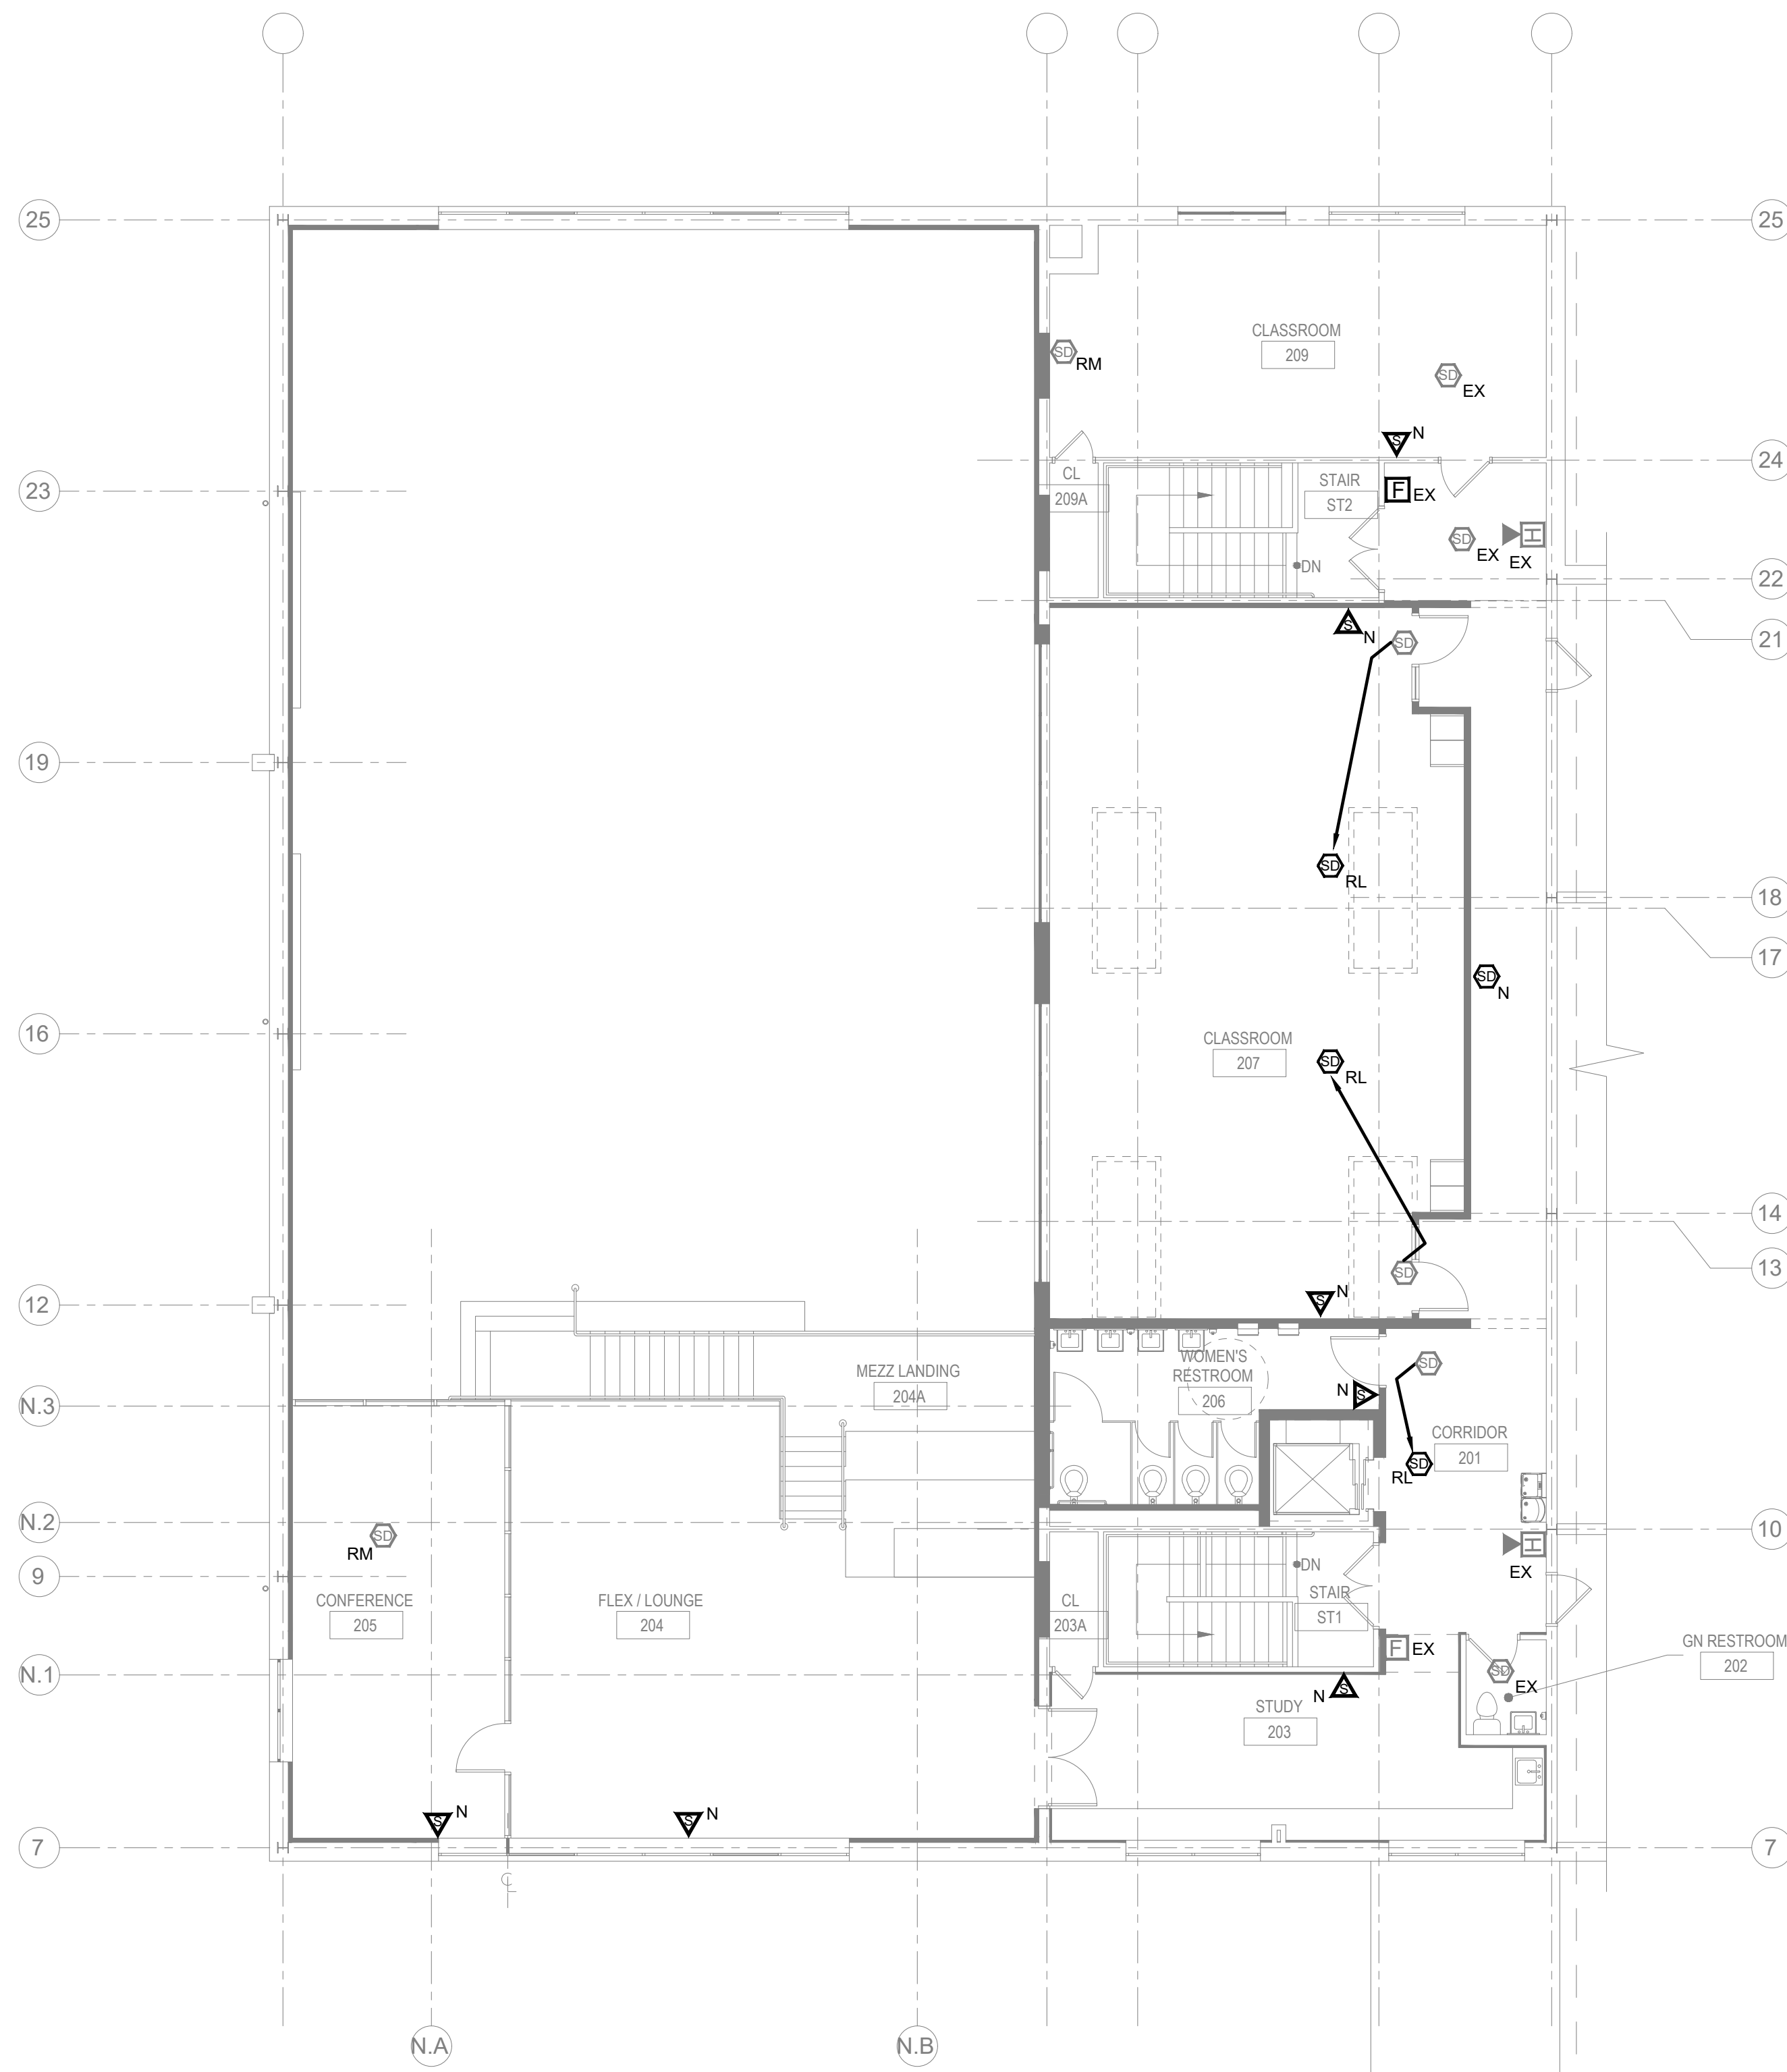 25
25
CLASSROOM
209
SD
RM
SD
EX
S
N
24
23
CL
209A
STAIR
ST2
F
EX
SD
EX
H
EX
DN
22
S
N
SD
21
19
SD
RL
18
17
SD
N
16
CLASSROOM
207
SD
RL
14
13
SD
12
S
N
MEZZ LANDING
204A
WOMEN'S
RESTROOM
206
SD
N
S
N.3
CORRIDOR
201
SD
RL
N.2
SD
RM
10
H
EX
9
CONFERENCE
205
FLEX / LOUNGE
204
CL
203A
DN
STAIR
ST1
F
EX
GN RESTROOM
202
N.1
SD
EX
N
S
STUDY
203
S
N
S
N
7
7
CL
N.A
N.B